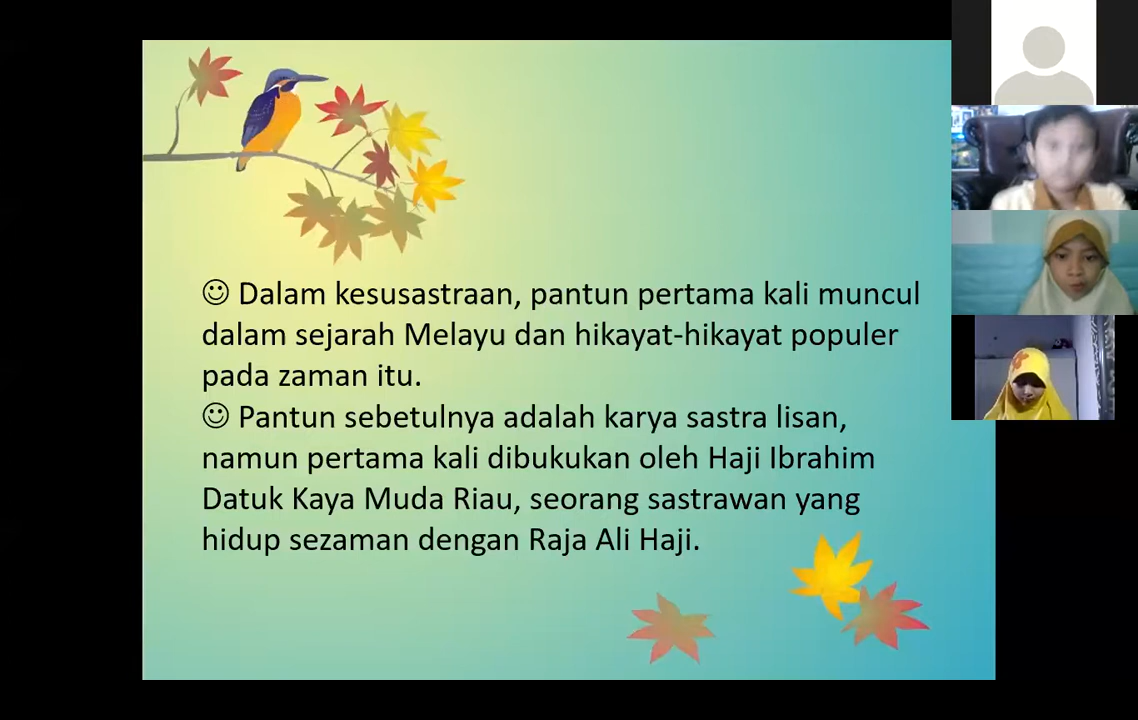 ☺ Dalam kesusastraan, pantun pertama kali muncul
dalam sejarah Melayu dan hikayat-hikayat populer
pada zaman itu.
☺ Pantun sebetulnya adalah karya sastra lisan,
namun pertama kali dibukukan oleh Haji Ibrahim
Datuk Kaya Muda Riau, seorang sastrawan yang
hidup sezaman dengan Raja Ali Haji.